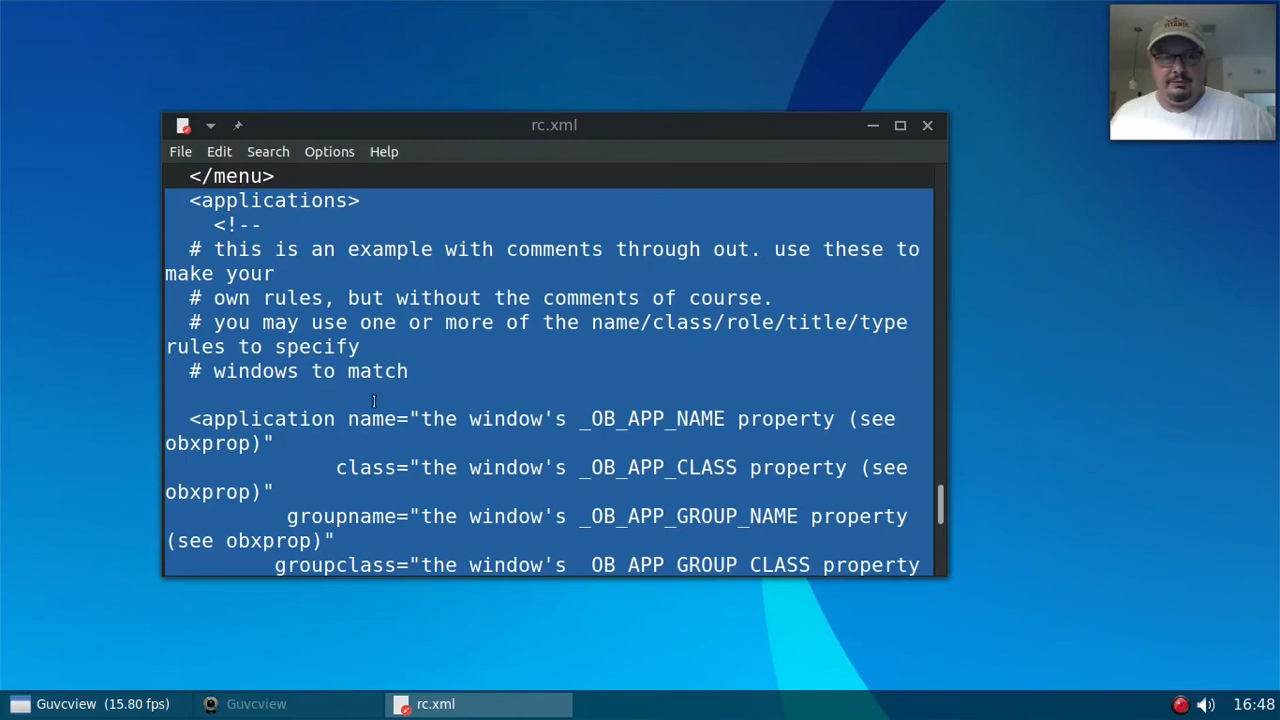 TITANIC
rc.xml
File Edit Search Options Help
</menu>
<applications>
<!--
# this is an example with comments through out. use these to
make your
# own rules, but without the comments of course.
# you may use one or more of the name/class/role/title/type
rules to specify
# windows to match
<application name="the window's _OB_APP_NAME property (see
obxprop)"
class="the window's _OB_APP_CLASS property (see
obxprop)"
groupname="the window's _OB_APP_GROUP_NAME property
(see obxprop)"
groupclass="the window's _OB_APP_GROUP_CLASS property
Guvcview (15.80 fps) Guvcview rc.xml 16:48